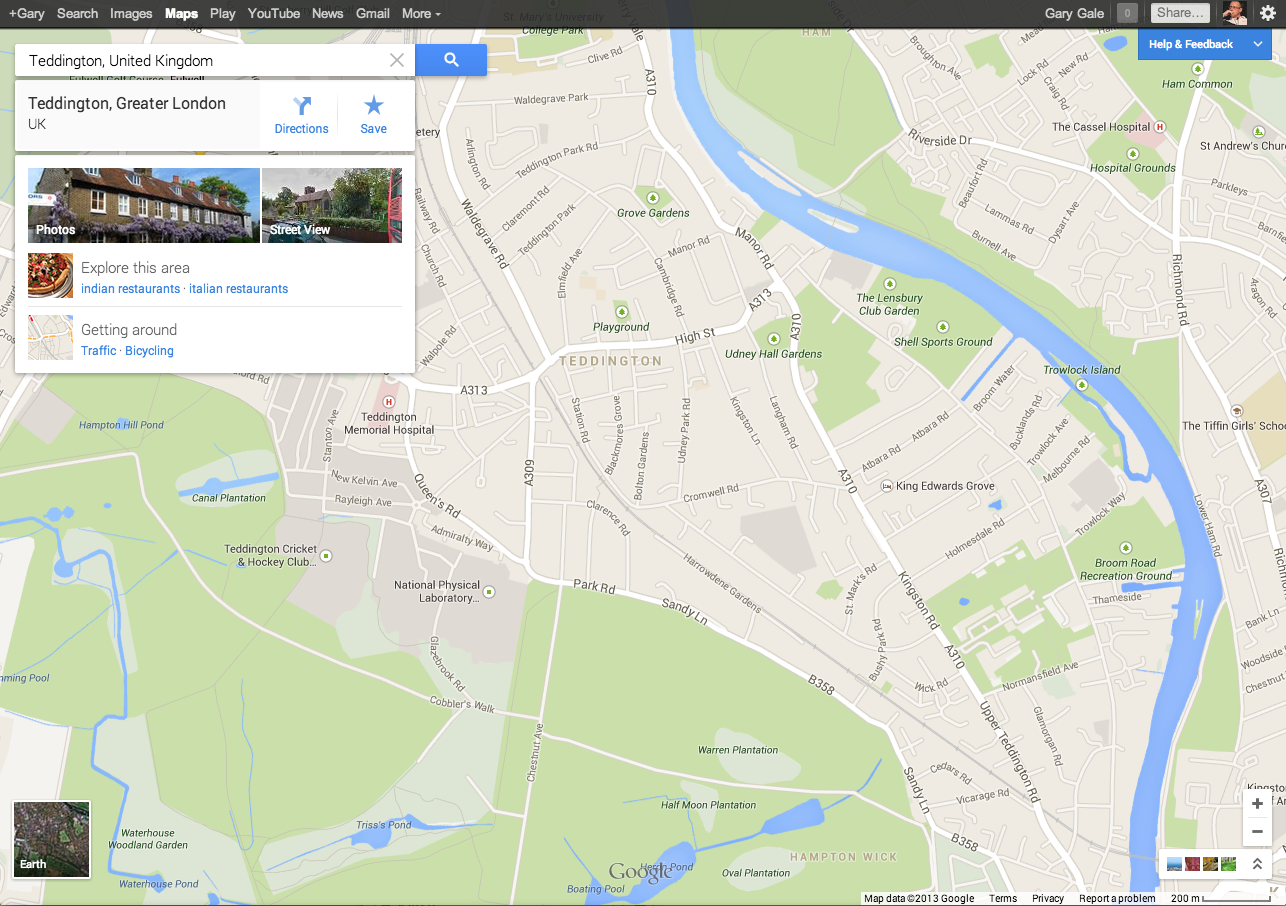 +Gary Search Images Maps Play YouTube News Gmail More
Gary Gale 0 Share...
Help & Feedback
Teddington, United Kingdom
Teddington, Greater London
UK
Directions
Save
Photos
Street View
Explore this area
indian restaurants · italian restaurants
Getting around
Traffic · Bicycling
St. Mary's University
College Park
HAM
Clive Rd
A310
Broughton Ave
Lock Rd
New Rd
Ham Common
Waldegrave Park
Riverside Dr
The Cassel Hospital
H
Hospital Grounds
St Andrew's Chur
Arlington Rd
Teddington Park Rd
Beaufort Rd
Parkleys
Railway Rd
Waldegrave Rd
Claremont Rd
Teddington Park
Grove Gardens
Lammas Rd
Dysart Ave
Burnell Ave
Manor Rd
Manor Rd
Church Rd
Elmfield Ave
Cambridge Rd
Richmond Rd
The Lensbury
Club Garden
A313
A310
Playground
High St
Shell Sports Ground
Walpole Rd
TEDDINGTON
Udney Hall Gardens
Trowlock Island
A313
H
Teddington
Memorial Hospital
Hampton Hill Pond
Stanton Ave
Station Rd
Blackmores Grove
Bolton Gardens
Udney Park Rd
Kingston Ln
Langham Rd
Broom Water
Bucklands Rd
Trowlock Ave
Melbourne Rd
Atbara Rd
Atbara Rd
The Tiffin Girls' Schoo
A309
New Kelvin Ave
Rayleigh Ave
Queen's Rd
Canal Plantation
Cromwell Rd
A310
King Edwards Grove
A307
Trowlock Way
Lower Ham Rd
Clarence Rd
Admiralty Way
Holmesdale Rd
Teddington Cricket
& Hockey Club...
National Physical
Laboratory...
Park Rd
Harrowdene Gardens
Sandy Ln
St. Mark's Rd
Kingston Rd
Broom Road
Recreation Ground
Thameside
Glazebrook Rd
Bushy Park Rd
A310
mming Pool
Cobbler's Walk
B358
Wick Rd
Normansfield Ave
Woodside
Chestnut
Chestnut Ave
Upper Teddington Rd
Glamorgan Rd
Warren Plantation
Sandy Ln
Cedars Rd
Vicarage Rd
Half Moon Plantation
Earth
Waterhouse
Woodland Garden
Triss's Pond
B358
HAMPTON WICK
Google
Heron Pond
Oval Plantation
Waterhouse Pond
Boating Pool
+
−
Map data ©2013 Google Terms Privacy Report a problem 200 m